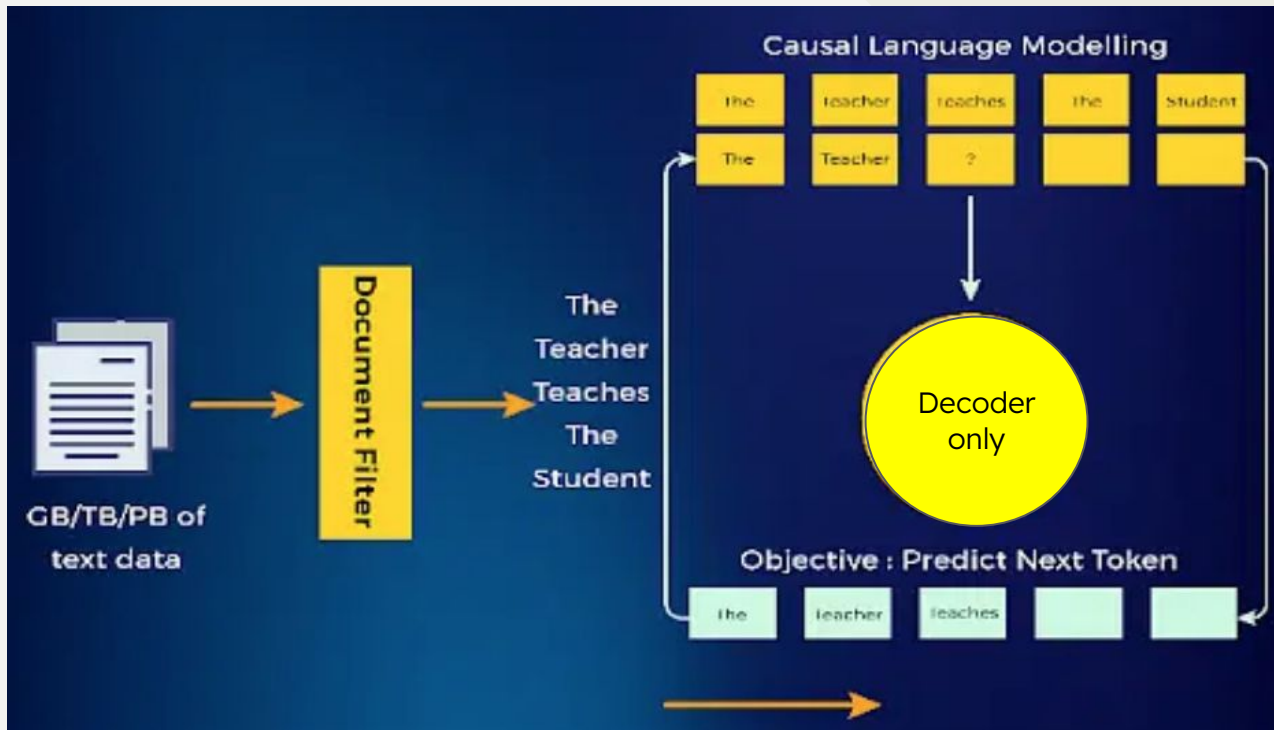 Causal Language Modelling
The Teacher Teaches The Student
The Teacher ?
Document Filter
The
Teacher
Teaches
The
Student
Decoder
only
GB/TB/PB of
text data
Objective : Predict Next Token
The Teacher Teaches